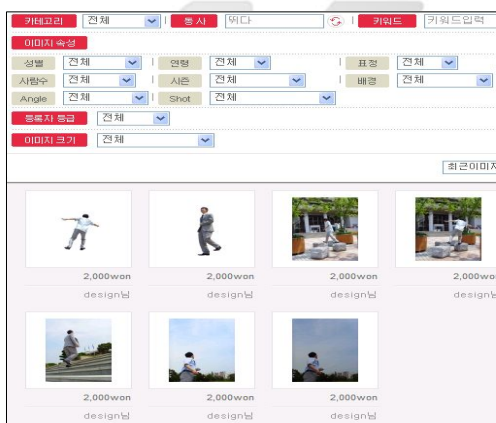 카테고리 전체 동사 뛰다 키워드 키워드입력
이미지 속성
성별 전체 연령 전체 표정 전체
사람수 전체 시즌 전체 배경 전체
Angle 전체 Shot 전체
등록자 등급 전체
이미지 크기 전체
최근이미지
2,000won 2,000won 2,000won 2,000wo
design님 design님 design님 design님
2,000won 2,000won 2,000won
design님 design님 design님